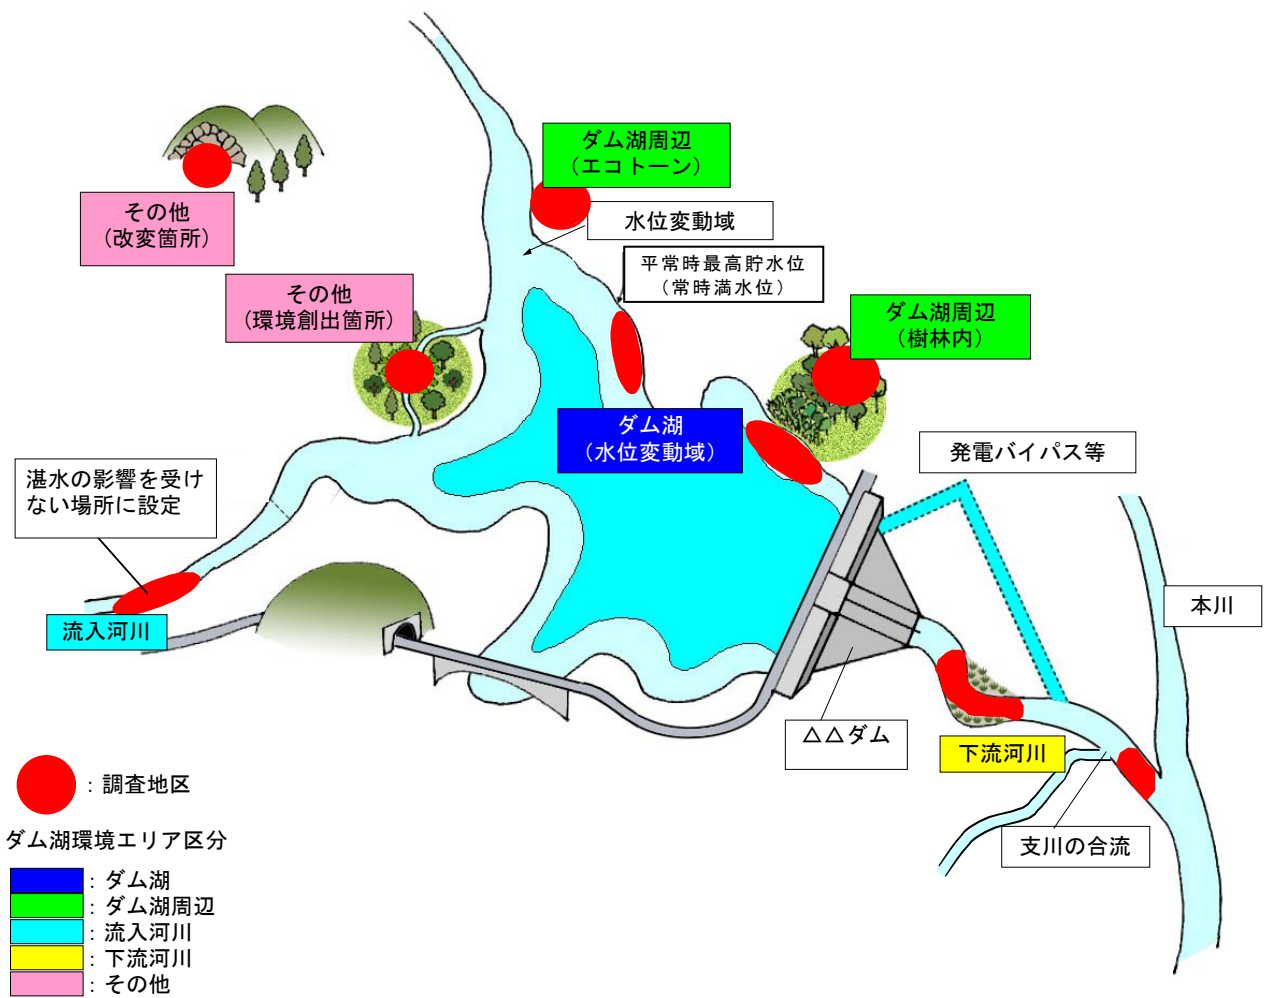 ダム湖周辺
（エコトーン）
その他
（改変箇所）
水位変動域
平常時最高貯水位
（常時満水位）
その他
（環境創出箇所）
ダム湖周辺
（樹林内）
ダム湖
（水位変動域）
発電バイパス等
湛水の影響を受け
ない場所に設定
本川
流入河川
△△ダム
下流河川
支川の合流
：調査地区
ダム湖環境エリア区分
：ダム湖
：ダム湖周辺
：流入河川
：下流河川
：その他